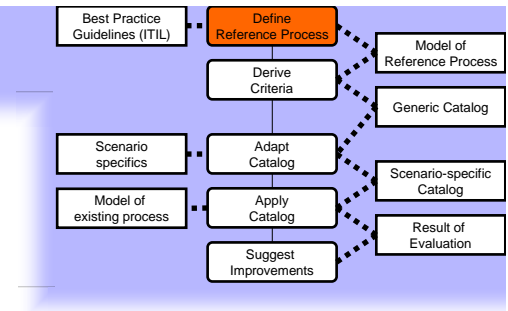 Best Practice
Guidelines (ITIL)
Define
Reference Process
Model of
Reference Process
Derive
Criteria
Generic Catalog
Scenario
specifics
Adapt
Catalog
Scenario-specific
Catalog
Model of
existing process
Apply
Catalog
Result of
Evaluation
Suggest
Improvements